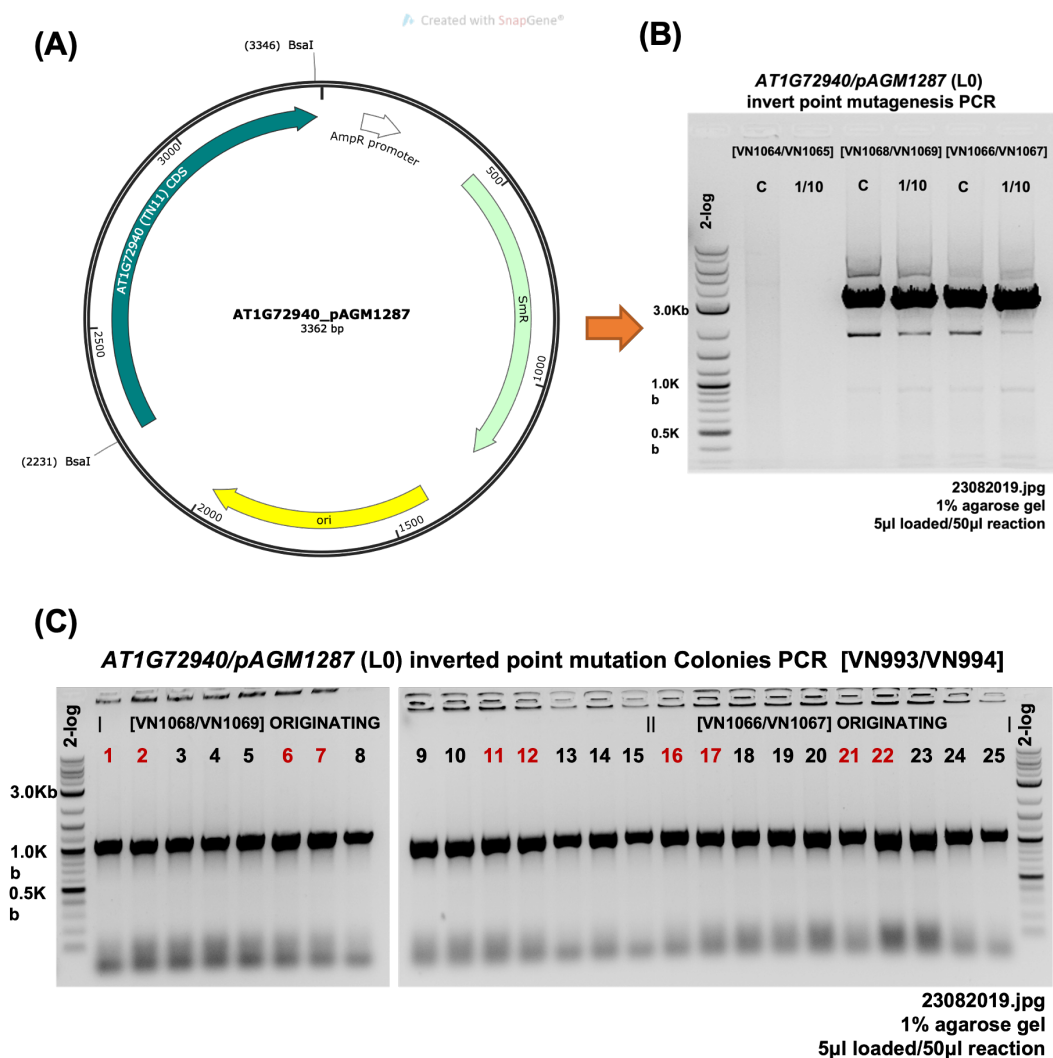 Created with SnapGene®
(A)
(3346) BsaI
AmpR promoter
500
SmR
1000
1500
ori
2000
(2231) BsaI
2500
AT1G72940 (TN11) CDS
3000
AT1G72940_pAGM1287
3362 bp
(B)
AT1G72940/pAGM1287 (L0)
invert point mutagenesis PCR
[VN1064/VN1065] [VN1068/VN1069] [VN1066/VN1067]
C 1/10 C 1/10 C 1/10
2-log
3.0Kb
1.0K
b
0.5K
b
23082019.jpg
1% agarose gel
5µl loaded/50µl reaction
(C)
AT1G72940/pAGM1287 (L0) inverted point mutation Colonies PCR [VN993/VN994]
2-log
| [VN1068/VN1069] ORIGINATING || [VN1066/VN1067] ORIGINATING |
2-log
1 2 3 4 5 6 7 8 9 10 11 12 13 14 15 16 17 18 19 20 21 22 23 24 25
3.0Kb
1.0K
b
0.5K
b
23082019.jpg
1% agarose gel
5µl loaded/50µl reaction